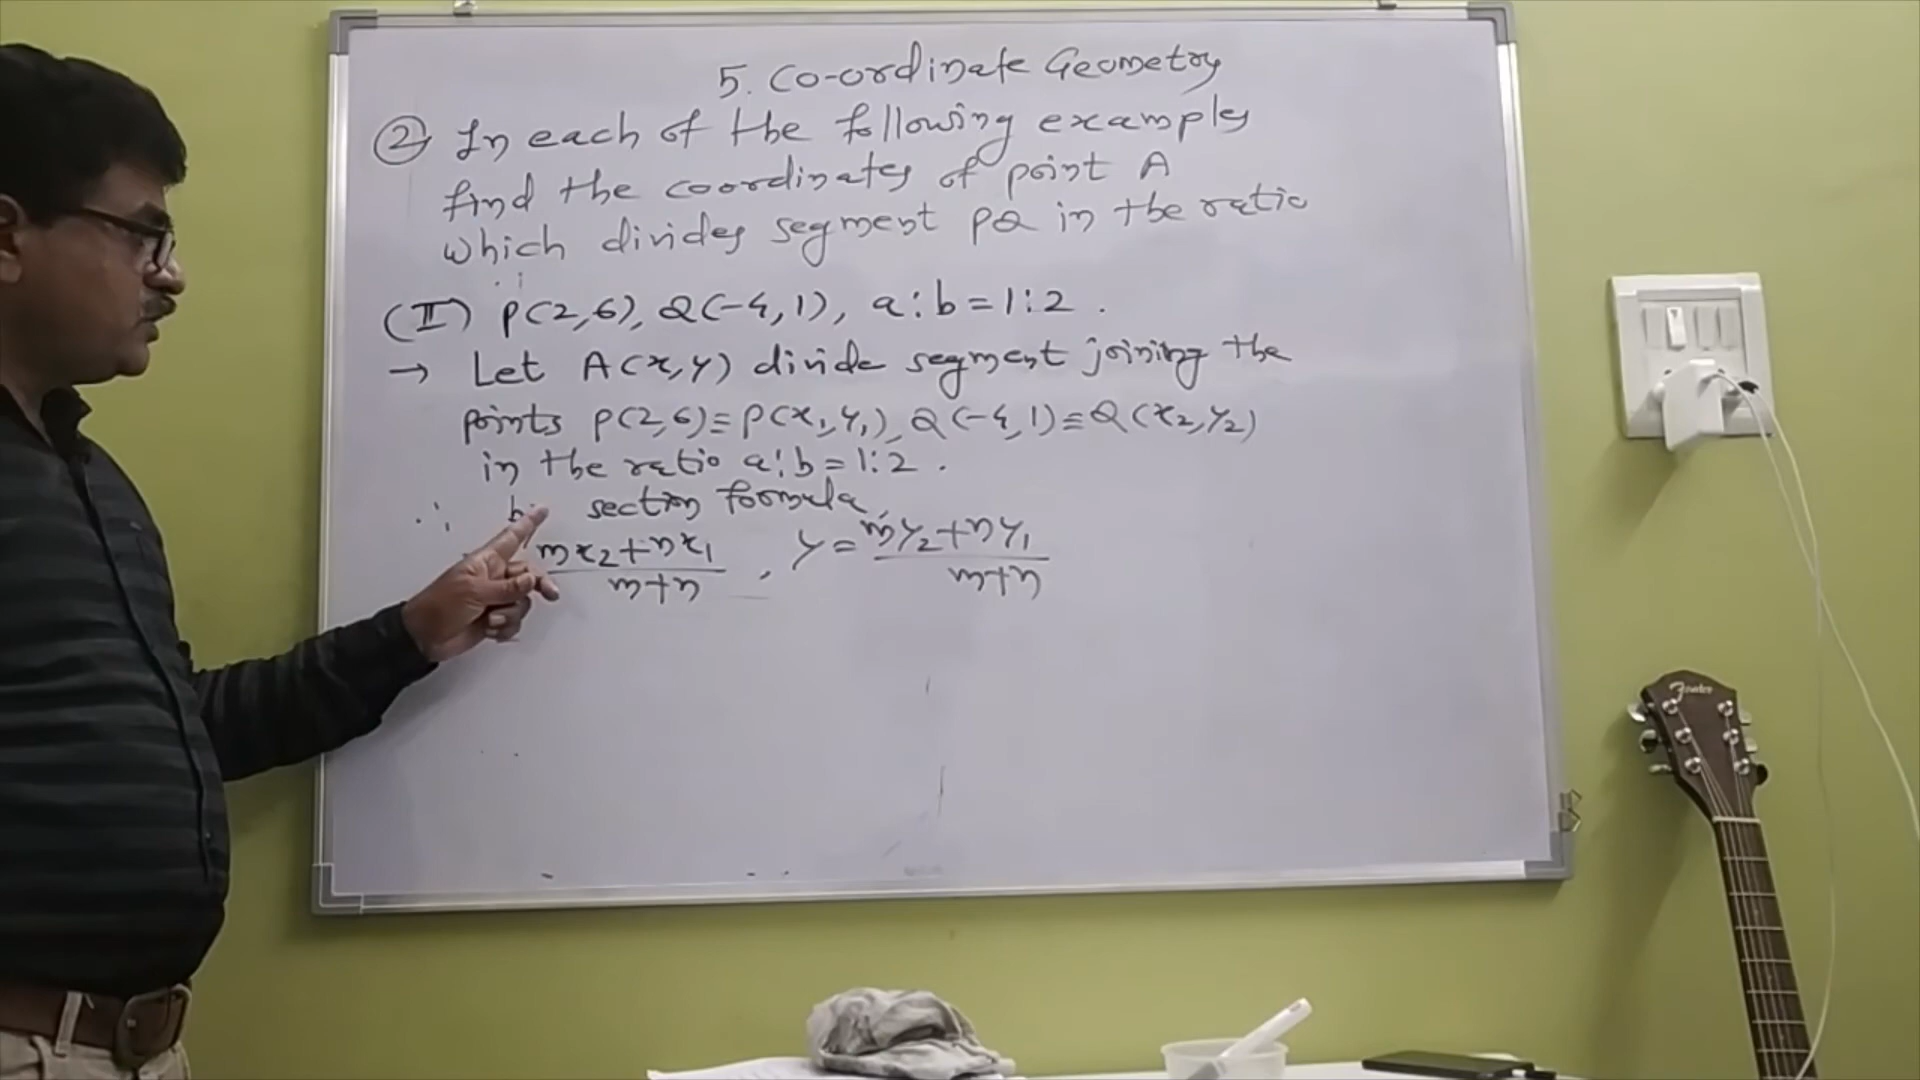 5. Co-ordinate Geometry
② In each of the following examples
find the coordinates of point A
which divides segment PQ in the ratio
(II) P(2,6), Q(-4,1), a:b=1:2.
→ Let A(x,y) divide segment joining the
points P(2,6)≡P(x₁,y₁), Q(-4,1)≡Q(x₂,y₂)
in the ratio a:b=1:2.
∴ section formula,
mx₂+nx₁/m+n, y=my₂+ny₁/m+n
Fender